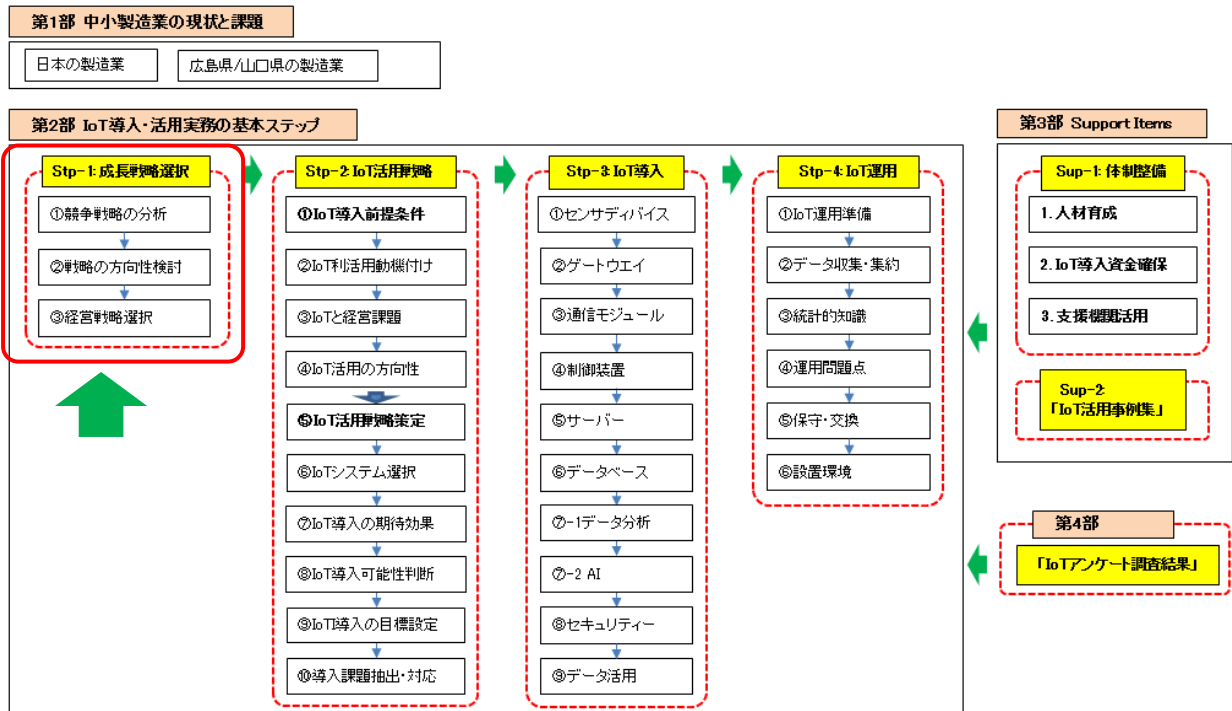 第1部 中小製造業の現状と課題
日本の製造業
広島県/山口県の製造業
第2部 IoT導入・活用実務の基本ステップ
Stp-1:成長戦略選択
①競争戦略の分析
②戦略の方向性検討
③経営戦略選択
Stp-2:IoT活用戦略
①IoT導入前提条件
②IoT利活用動機付け
③IoTと経営課題
④IoT活用の方向性
⑤IoT活用戦略策定
⑥IoTシステム選択
⑦IoT導入の期待効果
⑧IoT導入可能性判断
⑨IoT導入の目標設定
⑩導入課題抽出・対応
Stp-3:IoT導入
①センサディバイス
②ゲートウエイ
③通信モジュール
④制御装置
⑤サーバー
⑥データベース
⑦-1データ分析
⑦-2 AI
⑧セキュリティー
⑨データ活用
Stp-4:IoT運用
①IoT運用準備
②データ収集・集約
③統計的知識
④運用問題点
⑤保守・交換
⑥設置環境
第3部 Support Items
Sup-1:体制整備
1.人材育成
2.IoT導入資金確保
3.支援機関活用
Sup-2:
「IoT活用事例集」
第4部
「IoTアンケート調査結果」